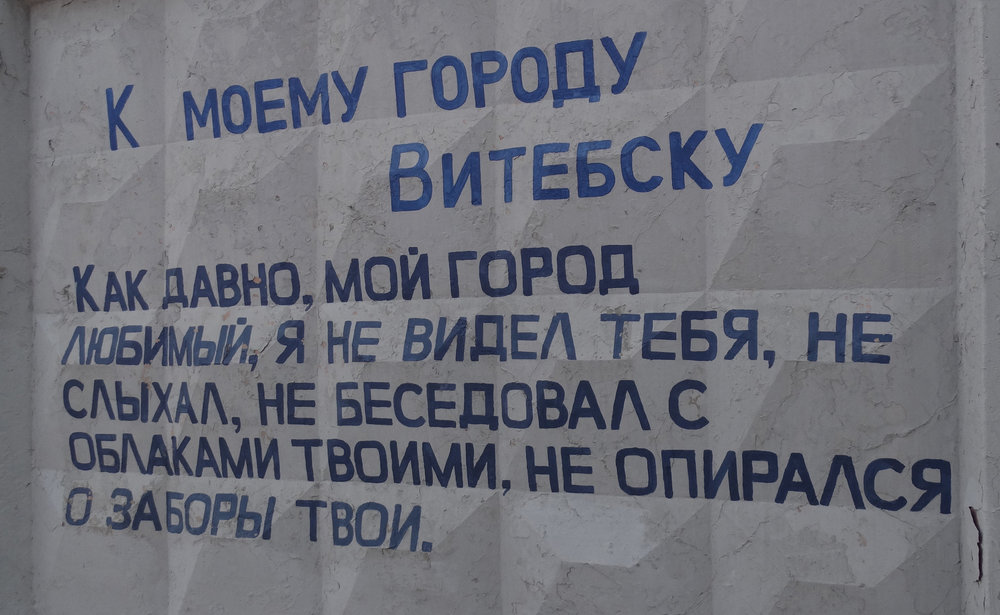 К МОЕМУ ГОРОДУ
ВИТЕБСКУ
КАК ДАВНО, МОЙ ГОРОД
ЛЮБИМЫЙ, Я НЕ ВИДЕЛ ТЕБЯ, НЕ
СЛЫХАЛ, НЕ БЕСЕДОВАЛ С
ОБЛАКАМИ ТВОИМИ, НЕ ОПИРАЛСЯ
О ЗАБОРЫ ТВОИ.